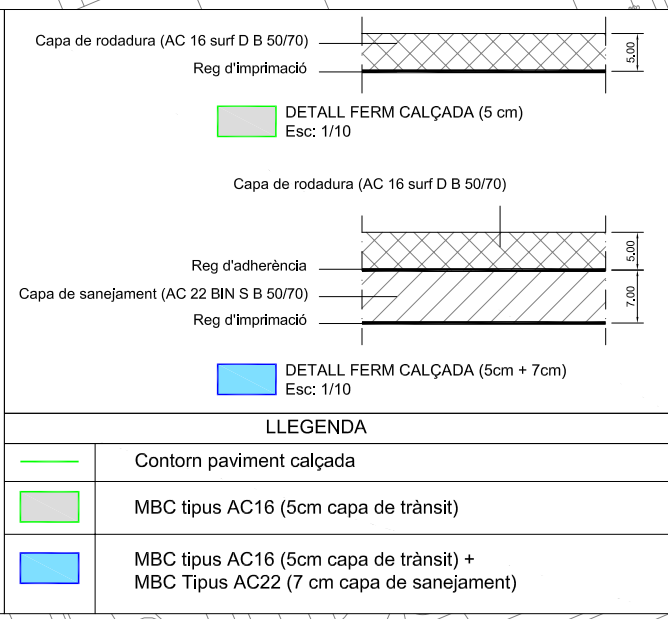 Capa de rodadura (AC 16 surf D B 50/70)
Reg d'imprimació
5.00
DETALL FERM CALÇADA (5 cm)
Esc: 1/10
Capa de rodadura (AC 16 surf D B 50/70)
Reg d'adherència
5.00
Capa de sanejament (AC 22 BIN S B 50/70)
7.00
Reg d'imprimació
DETALL FERM CALÇADA (5cm + 7cm)
Esc: 1/10
LLEGENDA
Contorn paviment calçada
MBC tipus AC16 (5cm capa de trànsit)
MBC tipus AC16 (5cm capa de trànsit) +
MBC Tipus AC22 (7 cm capa de sanejament)